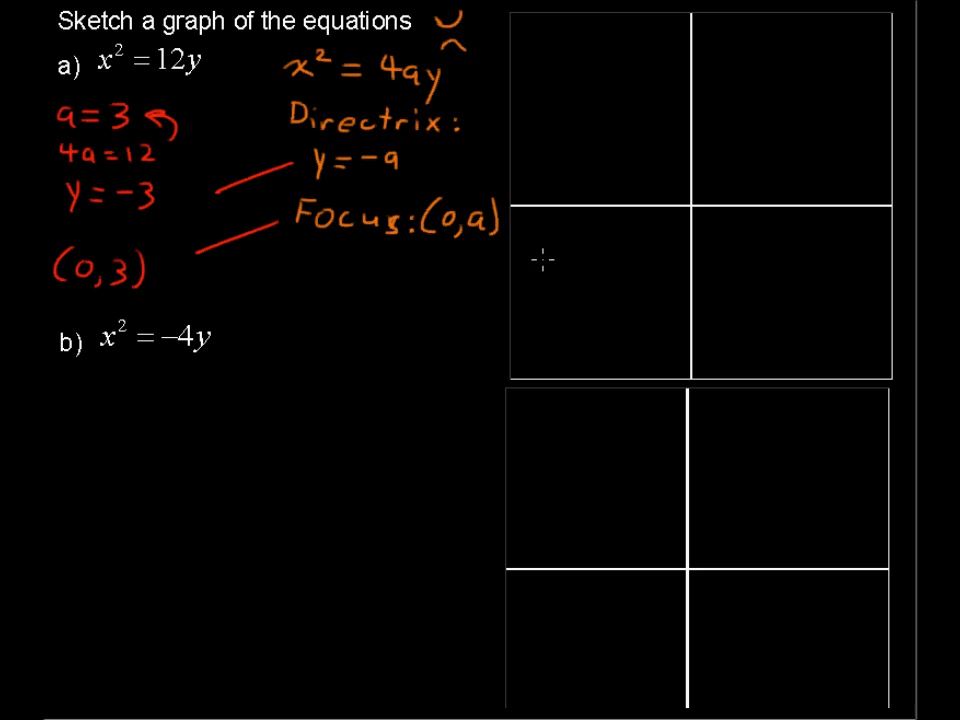 Sketch a graph of the equations
a) x² = 12y
x² = 4ay
a = 3
Directrix:
4a = 12
y = -a
y = -3
Focus: (0,a)
(0,3)
b) x² = -4y